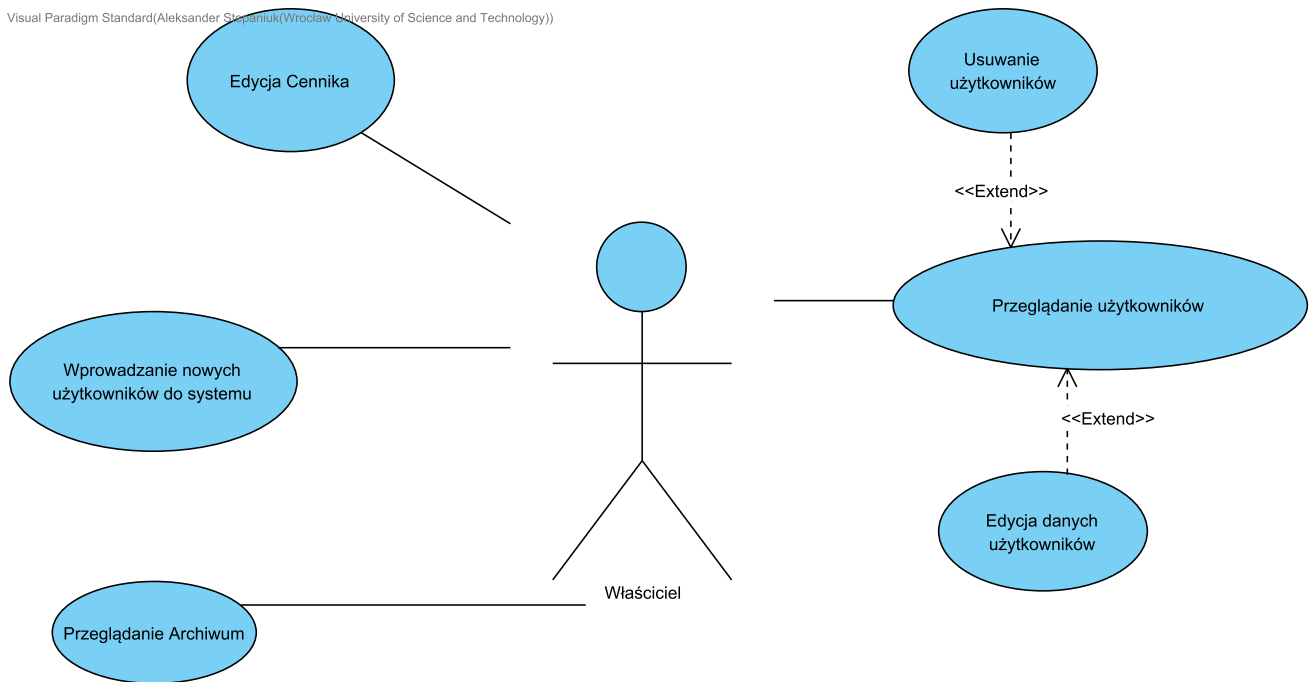 Visual Paradigm Standard(Aleksander Stępaniuk(Wrocław University of Science and Technology))
Edycja Cennika
Usuwanie
użytkowników
<<Extend>>
Przeglądanie użytkowników
Wprowadzanie nowych
użytkowników do systemu
<<Extend>>
Edycja danych
użytkowników
Właściciel
Przeglądanie Archiwum